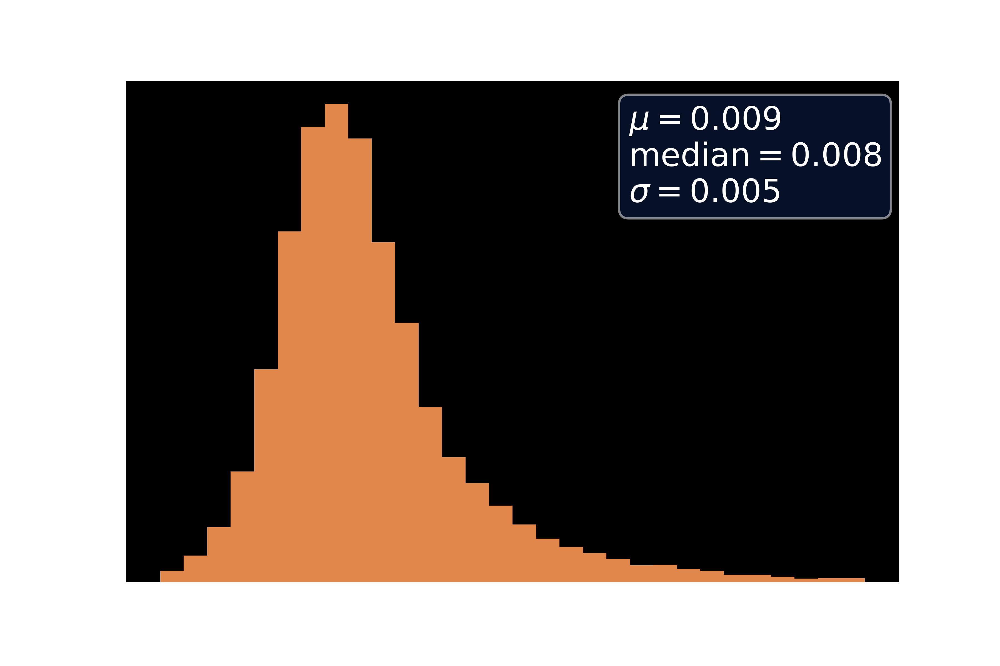 μ = 0.009
median = 0.008
σ = 0.005